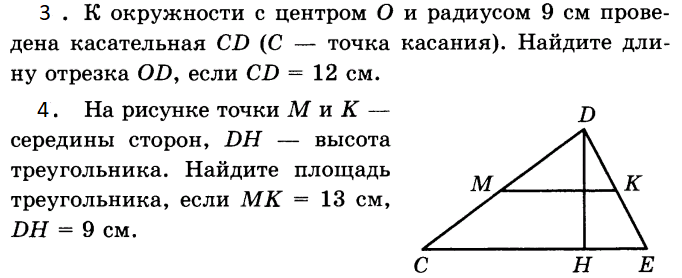 3 . К окружности с центром O и радиусом 9 см прове-
дена касательная CD (C — точка касания). Найдите дли-
ну отрезка OD, если CD = 12 см.
4. На рисунке точки M и K —
середины сторон, DH — высота
треугольника. Найдите площадь
треугольника, если MK = 13 см,
DH = 9 см.
D
M K
C H E